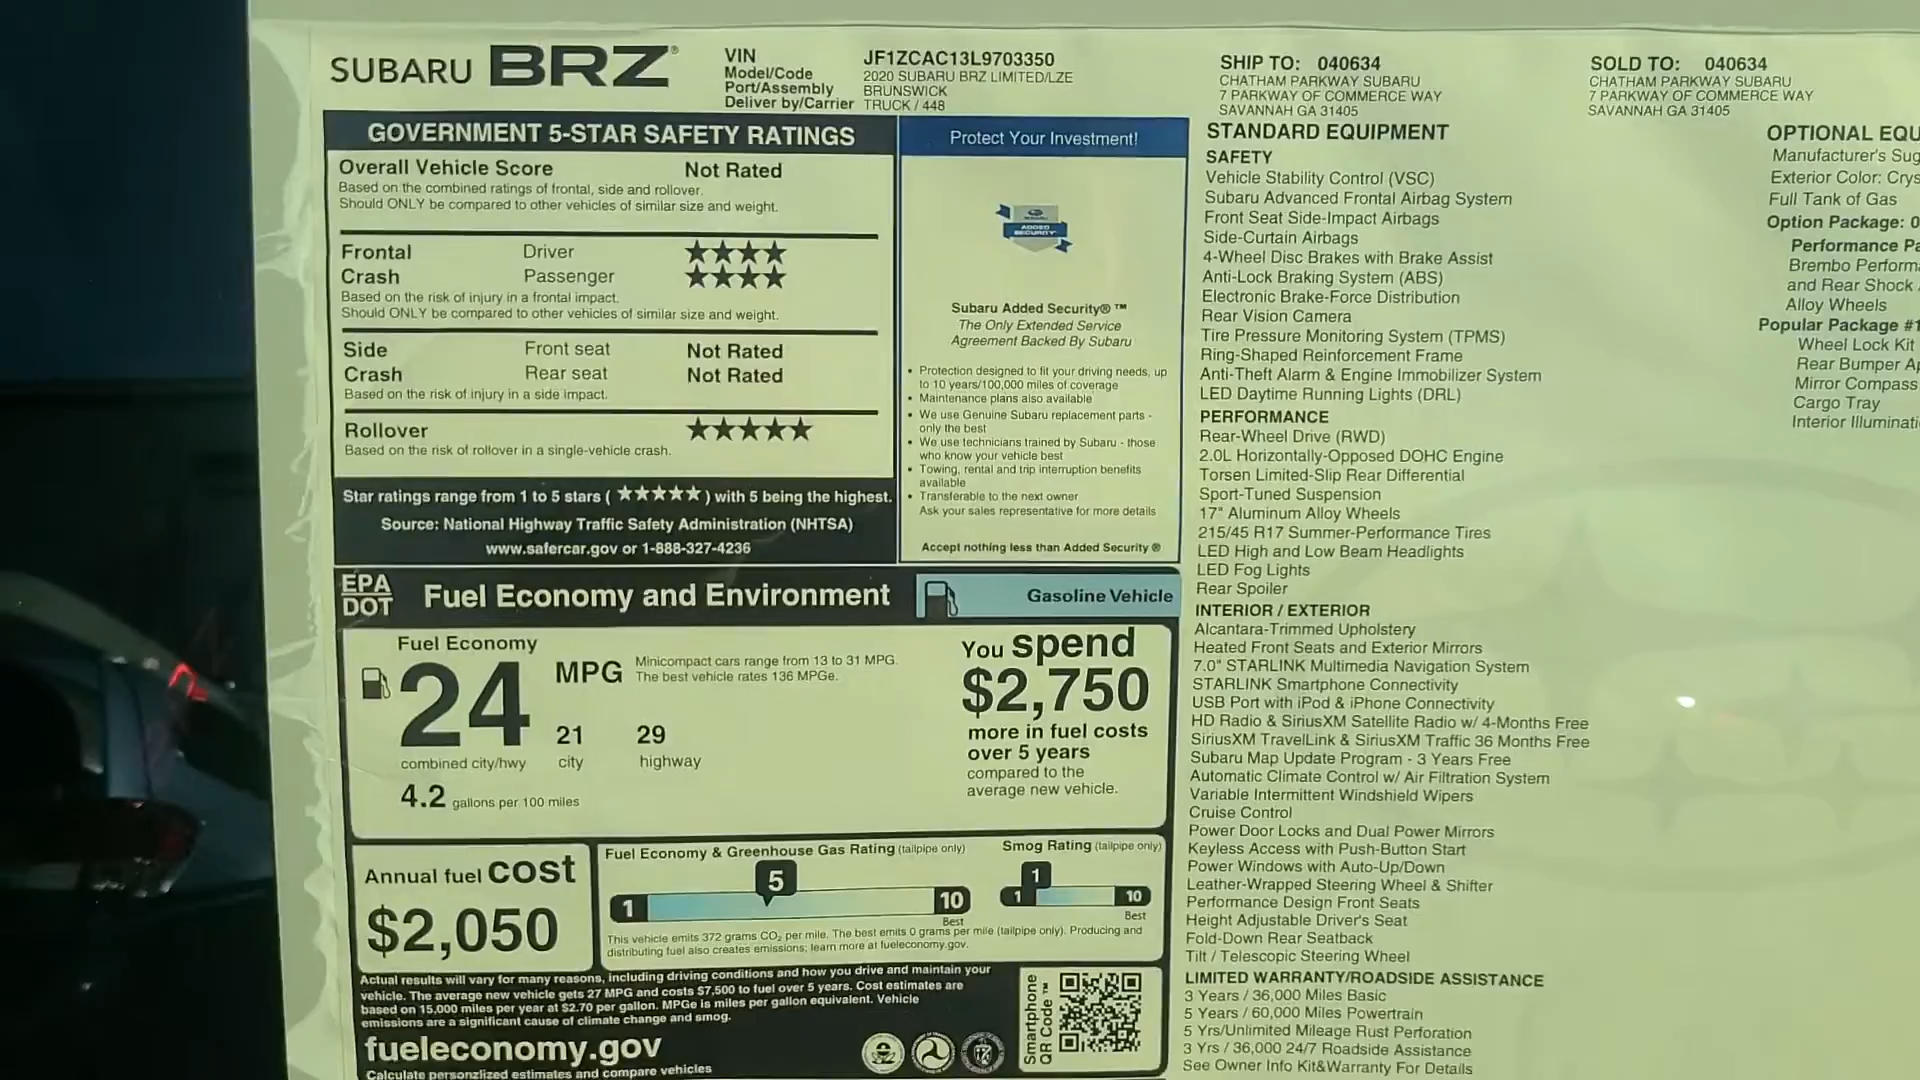 SUBARU BRZ®
VIN JF1ZCAC13L9703350
Model/Code 2020 SUBARU BRZ LIMITED/LZE
Port/Assembly BRUNSWICK
Deliver by/Carrier TRUCK / 448
SHIP TO: 040634
CHATHAM PARKWAY SUBARU
7 PARKWAY OF COMMERCE WAY
SAVANNAH GA 31405
SOLD TO: 040634
CHATHAM PARKWAY SUBARU
7 PARKWAY OF COMMERCE WAY
SAVANNAH GA 31405
GOVERNMENT 5-STAR SAFETY RATINGS
Overall Vehicle Score Not Rated
Based on the combined ratings of frontal, side and rollover.
Should ONLY be compared to other vehicles of similar size and weight.
Frontal Driver ★★★★
Crash Passenger ★★★★
Based on the risk of injury in a frontal impact.
Should ONLY be compared to other vehicles of similar size and weight.
Side Front seat Not Rated
Crash Rear seat Not Rated
Based on the risk of injury in a side impact.
Rollover ★★★★★
Based on the risk of rollover in a single-vehicle crash.
Star ratings range from 1 to 5 stars (★★★★★) with 5 being the highest.
Source: National Highway Traffic Safety Administration (NHTSA)
www.safercar.gov or 1-888-327-4236
Protect Your Investment!
ADDED
SECURITY
Subaru Added Security® ™
The Only Extended Service
Agreement Backed By Subaru
• Protection designed to fit your driving needs, up
to 10 years/100,000 miles of coverage
• Maintenance plans also available
• We use Genuine Subaru replacement parts -
only the best
• We use technicians trained by Subaru - those
who know your vehicle best
• Towing, rental and trip interruption benefits
available
• Transferable to the next owner
Ask your sales representative for more details
Accept nothing less than Added Security ®
EPA
DOT
Fuel Economy and Environment
Gasoline Vehicle
Fuel Economy
24 MPG
Minicompact cars range from 13 to 31 MPG.
The best vehicle rates 136 MPGe.
21 29
combined city/hwy city highway
4.2 gallons per 100 miles
You spend
$2,750
more in fuel costs
over 5 years
compared to the
average new vehicle.
Annual fuel cost
$2,050
Fuel Economy & Greenhouse Gas Rating (tailpipe only)
5
1 10
Best
Smog Rating (tailpipe only)
1
1 10
Best
This vehicle emits 372 grams CO₂ per mile. The best emits 0 grams per mile (tailpipe only). Producing and
distributing fuel also creates emissions; learn more at fueleconomy.gov.
Actual results will vary for many reasons, including driving conditions and how you drive and maintain your
vehicle. The average new vehicle gets 27 MPG and costs $7,500 to fuel over 5 years. Cost estimates are
based on 15,000 miles per year at $2.70 per gallon. MPGe is miles per gallon equivalent. Vehicle
emissions are a significant cause of climate change and smog.
fueleconomy.gov
Calculate personzlized estimates and compare vehicles
Smartphone
QR Code™
STANDARD EQUIPMENT
SAFETY
Vehicle Stability Control (VSC)
Subaru Advanced Frontal Airbag System
Front Seat Side-Impact Airbags
Side-Curtain Airbags
4-Wheel Disc Brakes with Brake Assist
Anti-Lock Braking System (ABS)
Electronic Brake-Force Distribution
Rear Vision Camera
Tire Pressure Monitoring System (TPMS)
Ring-Shaped Reinforcement Frame
Anti-Theft Alarm & Engine Immobilizer System
LED Daytime Running Lights (DRL)
PERFORMANCE
Rear-Wheel Drive (RWD)
2.0L Horizontally-Opposed DOHC Engine
Torsen Limited-Slip Rear Differential
Sport-Tuned Suspension
17" Aluminum Alloy Wheels
215/45 R17 Summer-Performance Tires
LED High and Low Beam Headlights
LED Fog Lights
Rear Spoiler
INTERIOR / EXTERIOR
Alcantara-Trimmed Upholstery
Heated Front Seats and Exterior Mirrors
7.0" STARLINK Multimedia Navigation System
STARLINK Smartphone Connectivity
USB Port with iPod & iPhone Connectivity
HD Radio & SiriusXM Satellite Radio w/ 4-Months Free
SiriusXM TravelLink & SiriusXM Traffic 36 Months Free
Subaru Map Update Program - 3 Years Free
Automatic Climate Control w/ Air Filtration System
Variable Intermittent Windshield Wipers
Cruise Control
Power Door Locks and Dual Power Mirrors
Keyless Access with Push-Button Start
Power Windows with Auto-Up/Down
Leather-Wrapped Steering Wheel & Shifter
Performance Design Front Seats
Height Adjustable Driver's Seat
Fold-Down Rear Seatback
Tilt / Telescopic Steering Wheel
LIMITED WARRANTY/ROADSIDE ASSISTANCE
3 Years / 36,000 Miles Basic
5 Years / 60,000 Miles Powertrain
5 Yrs/Unlimited Mileage Rust Perforation
3 Yrs / 36,000 24/7 Roadside Assistance
See Owner Info Kit&Warranty For Details
OPTIONAL EQU
Manufacturer's Sug
Exterior Color: Crys
Full Tank of Gas
Option Package: 0
Performance Pa
Brembo Performa
and Rear Shock
Alloy Wheels
Popular Package #1
Wheel Lock Kit
Rear Bumper Ap
Mirror Compass
Cargo Tray
Interior Illuminati